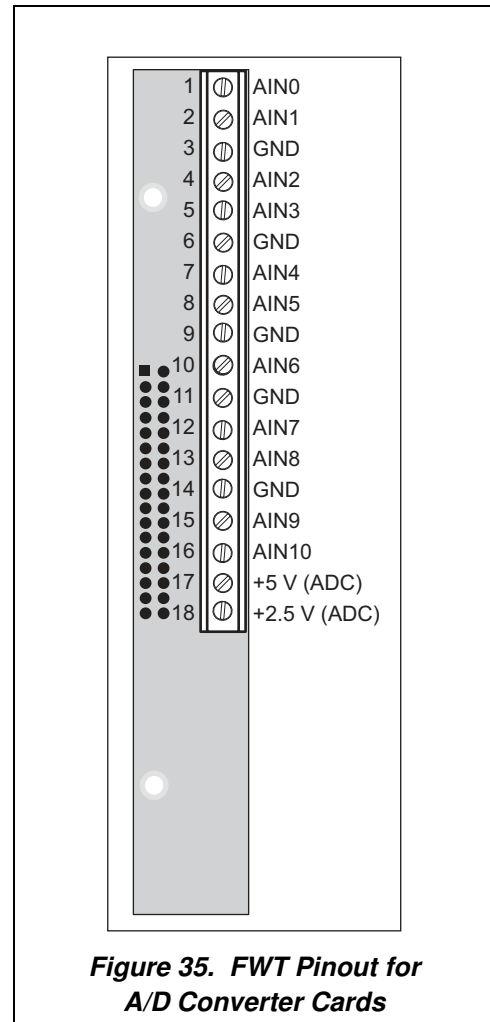 1 AIN0
2 AIN1
3 GND
4 AIN2
5 AIN3
6 GND
7 AIN4
8 AIN5
9 GND
10 AIN6
11 GND
12 AIN7
13 AIN8
14 GND
15 AIN9
16 AIN10
17 +5 V (ADC)
18 +2.5 V (ADC)
Figure 35. FWT Pinout for
A/D Converter Cards